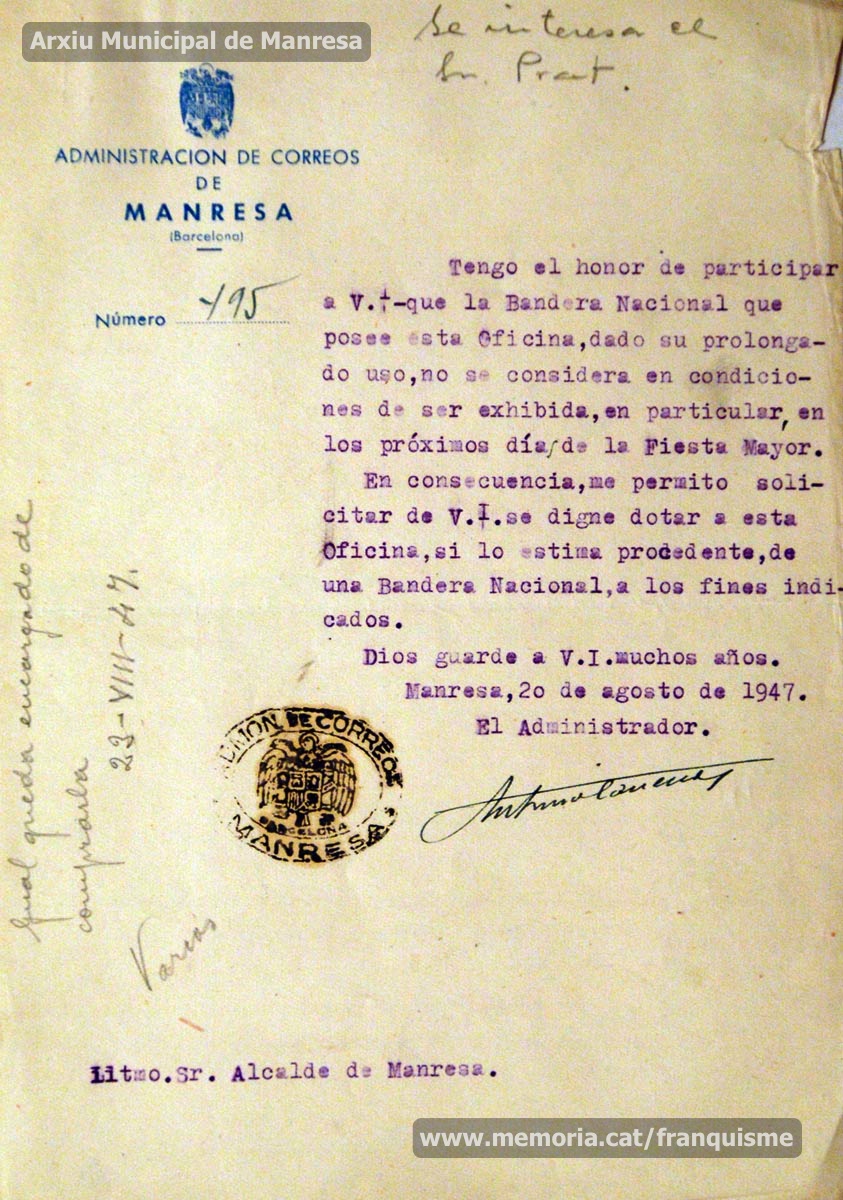 Arxiu Municipal de Manresa
Se interesa el
Sr. Prat.
ADMINISTRACION DE CORREOS
DE
MANRESA
(Barcelona)
Número 495
Tengo el honor de participar
a V.I-que la Bandera Nacional que
posee esta Oficina,dado su prolonga-
do uso,no se considera en condicio-
nes de ser exhibida,en particular,en
los próximos días de la Fiesta Mayor.
En consecuencia,me permito soli-
citar de V.I.se digne dotar a esta
Oficina,si lo estima procedente,de
una Bandera Nacional,a los fines indi-
cados.
Dios guarde a V.I.muchos años.
Manresa,2o de agosto de 1947.
El Administrador.
ADMON DE CORREOS
BARCELONA
MANRESA
queda encargado de
comprarla
23-VIII-47.
Varios
Iltmo.Sr. Alcalde de Manresa.
www.memoria.cat/franquisme